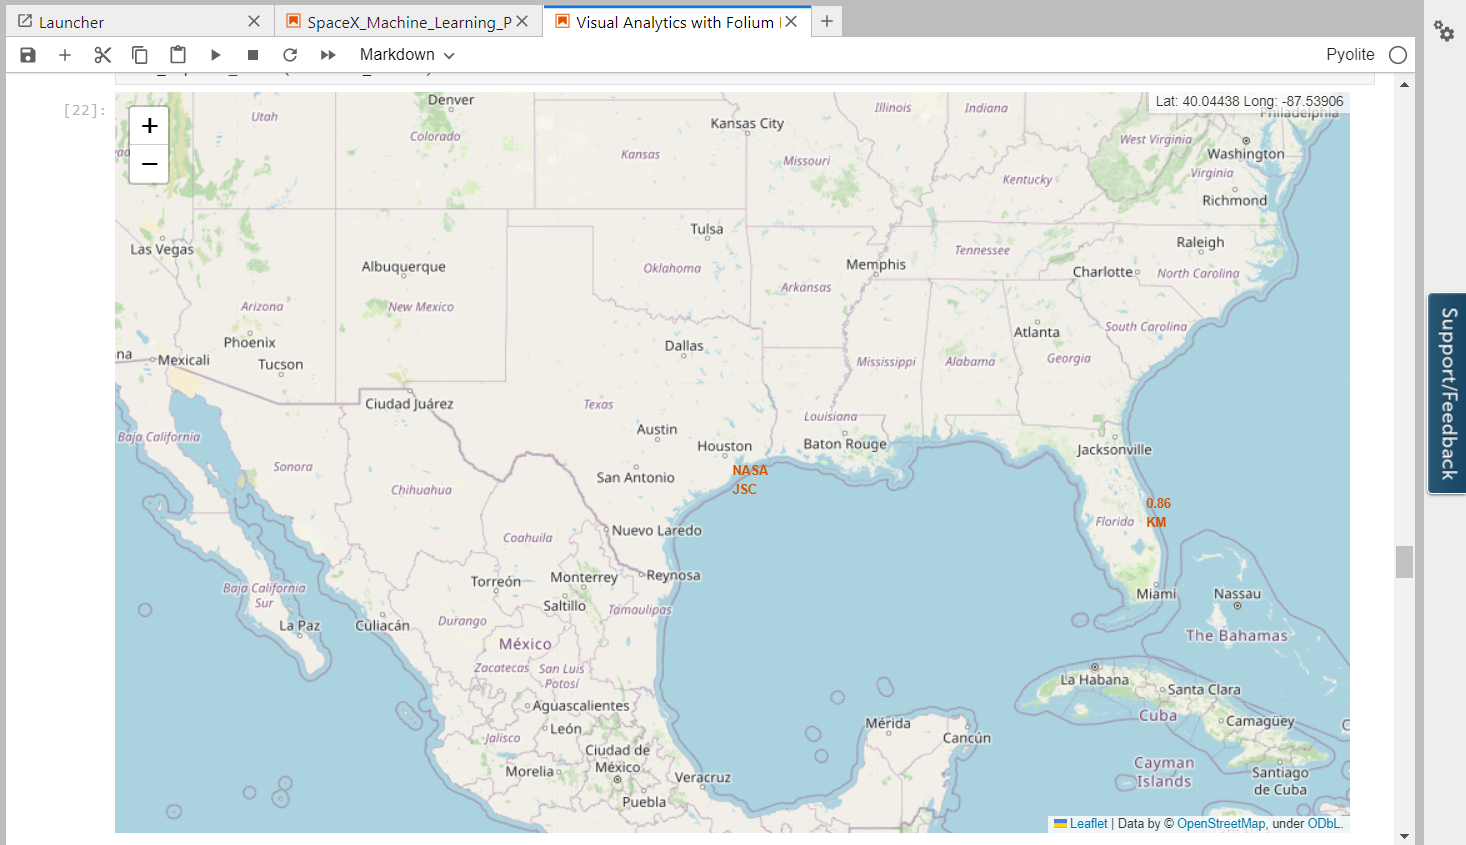 Launcher
SpaceX_Machine_Learning_P
Visual Analytics with Folium
Markdown
Pyolite
[22]:
+
−
Lat: 40.04438 Long: -87.53906
Denver
Utah
Colorado
Kansas City
Kansas
Missouri
Illinois
Indiana
Philadelphia
West Virginia
Washington
Virginia
Kentucky
Richmond
Las Vegas
Albuquerque
Tulsa
Oklahoma
Memphis
Tennessee
Raleigh
Charlotte
North Carolina
Arizona
New Mexico
Arkansas
Phoenix
Tucson
Mexicali
na
Dallas
Mississippi
Alabama
Atlanta
Georgia
South Carolina
Ciudad Juárez
Texas
Louisiana
Austin
Houston
Baton Rouge
Jacksonville
Baja California
Sonora
Chihuahua
San Antonio
NASA
JSC
0.86
KM
Florida
Coahuila
Nuevo Laredo
Torreón
Monterrey
Reynosa
Saltillo
Tamaulipas
Miami
Nassau
The Bahamas
Baja California
Sur
La Paz
Culiacán
Durango
México
Zacatecas
San Luis
Potosí
La Habana
Santa Clara
Cuba
Camagüey
Aguascalientes
León
Jalisco
Ciudad de
México
Morelia
Veracruz
Puebla
Mérida
Cancún
Cayman
Islands
Santiago
de Cuba
Leaflet | Data by © OpenStreetMap, under ODbL.
Support/Feedback